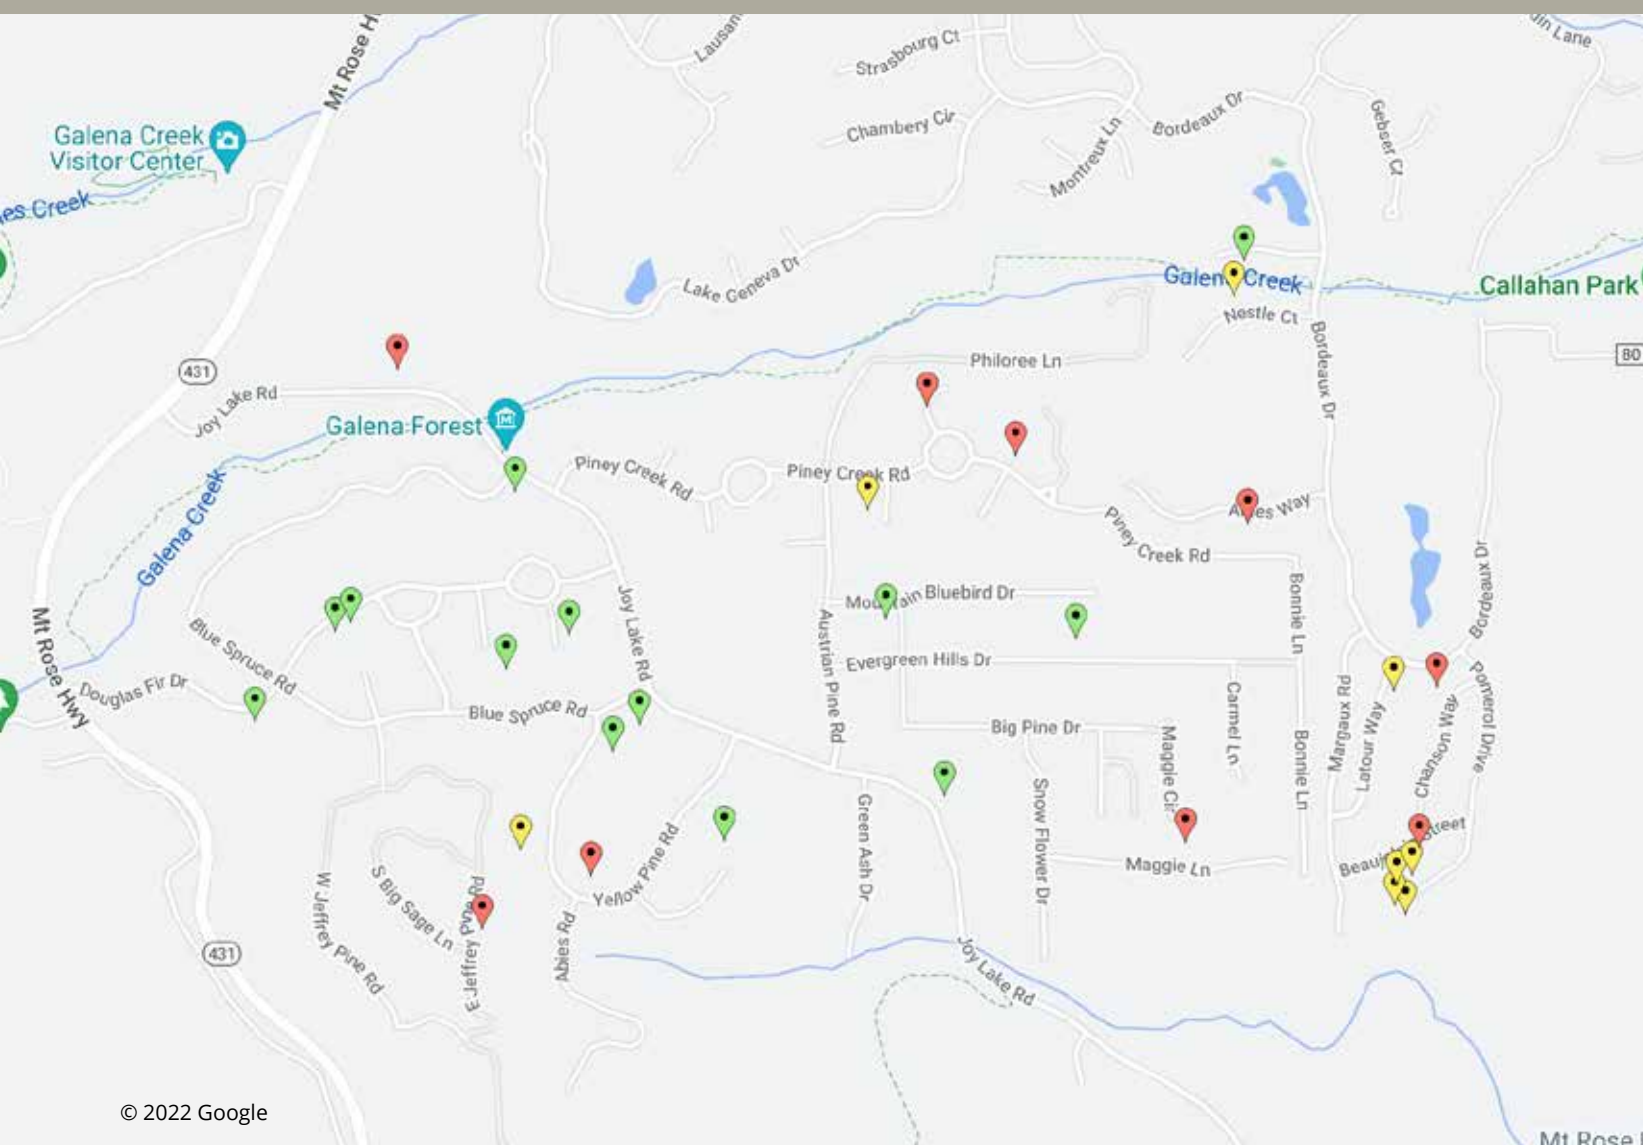 Mt Rose H
Lausan
Strasbourg Ct
Lane
Galena Creek
Visitor Center
Chambery Cir
Bordeaux Dr
Gebser Ct
Montreux Ln
es Creek
Lake Geneva Dr
Galena Creek
Callahan Park
Nestle Ct
Bordeaux Dr
431
Philoree Ln
80
Joy Lake Rd
Galena Forest
Piney Creek Rd
Piney Creek Rd
Way
Galena Creek
Piney Creek Rd
Bordeaux Dr
Mt Rose Hwy
Joy Lake Rd
Mountain Bluebird Dr
Bonnie Ln
Blue Spruce Rd
Austrian Pine Rd
Evergreen Hills Dr
Douglas Fir Dr
Blue Spruce Rd
Big Pine Dr
Carmel Ln
Margaux Rd
Latour Way
Chanson Way
Pomerol Drive
Maggie Cir
Bonnie Ln
Snow Flower Dr
Green Ash Dr
Yellow Pine Rd
Street
Maggie Ln
W Jeffrey Pine Rd
S Big Sage Ln
E Jeffrey Pine Rd
Abies Rd
431
Joy Lake Rd
© 2022 Google
Mt Rose